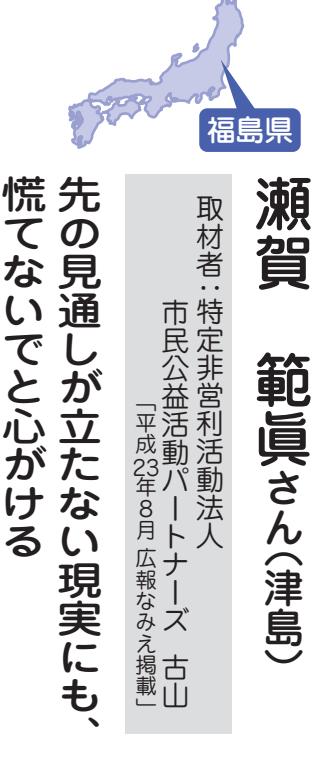 福島県
瀬賀　範眞さん（津島）
取材者：特定非営利活動法人
市民公益活動パートナーズ　古山
「平成23年8月 広報なみえ掲載」
先の見通しが立たない現実にも、
慌てないでと心がける